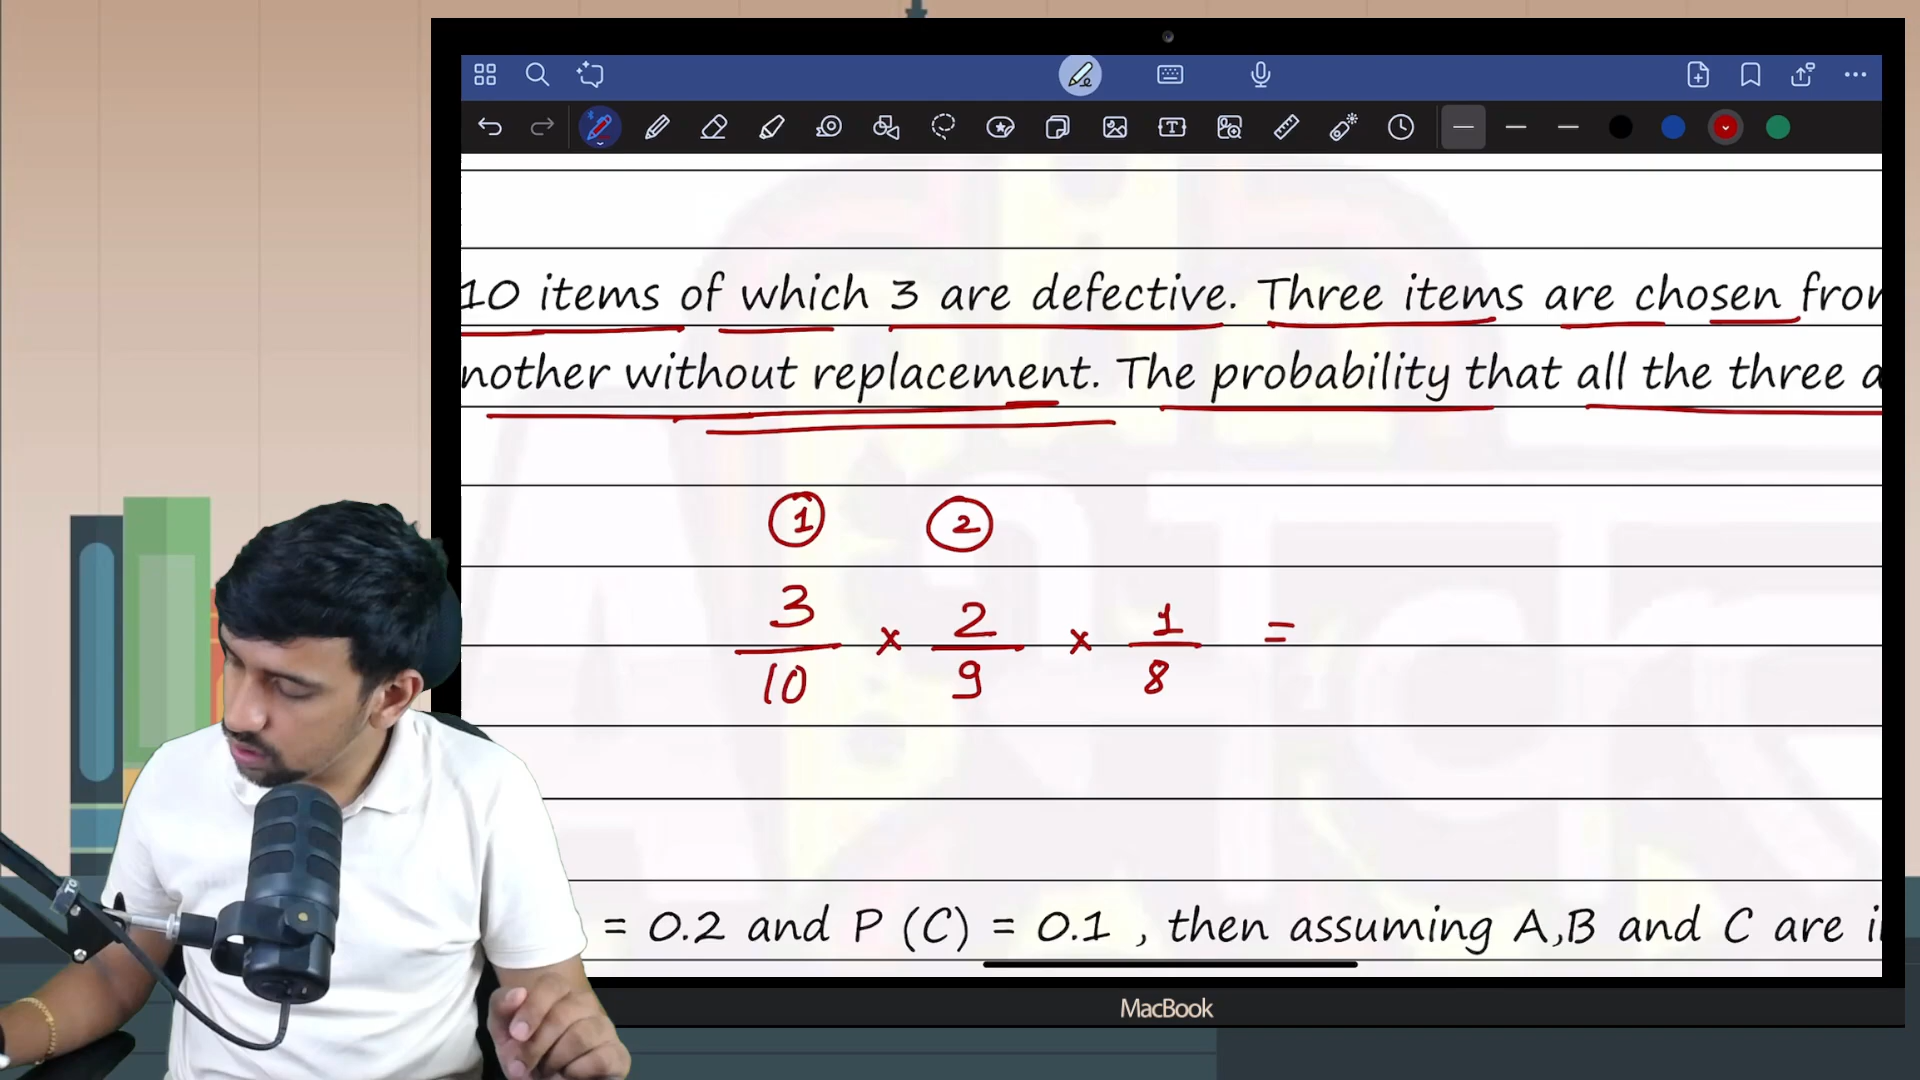 10 items of which 3 are defective. Three items are chosen from
nother without replacement. The probability that all the three a
1 2
3/10 × 2/9 × 1/8 =
= 0.2 and P (C) = 0.1 , then assuming A,B and C are i
MacBook